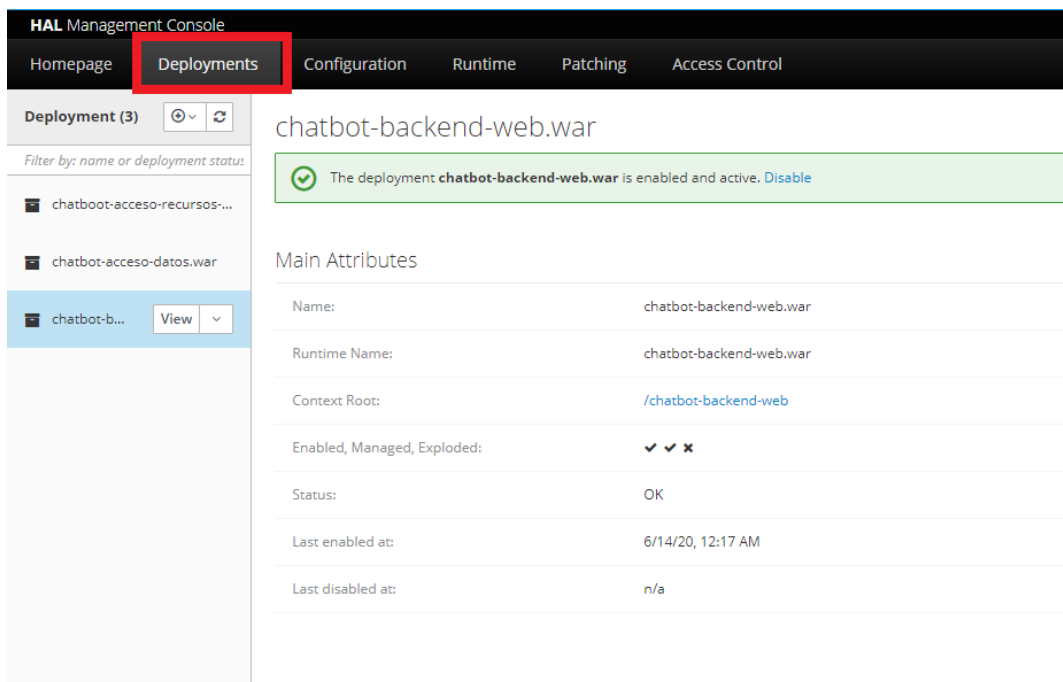 HAL Management Console
Homepage Deployments Configuration Runtime Patching Access Control
Deployment (3)
Filter by: name or deployment status
chatboot-acceso-recursos-...
chatbot-acceso-datos.war
chatbot-b... View
chatbot-backend-web.war
The deployment chatbot-backend-web.war is enabled and active. Disable
Main Attributes
Name: chatbot-backend-web.war
Runtime Name: chatbot-backend-web.war
Context Root: /chatbot-backend-web
Enabled, Managed, Exploded:
Status: OK
Last enabled at: 6/14/20, 12:17 AM
Last disabled at: n/a